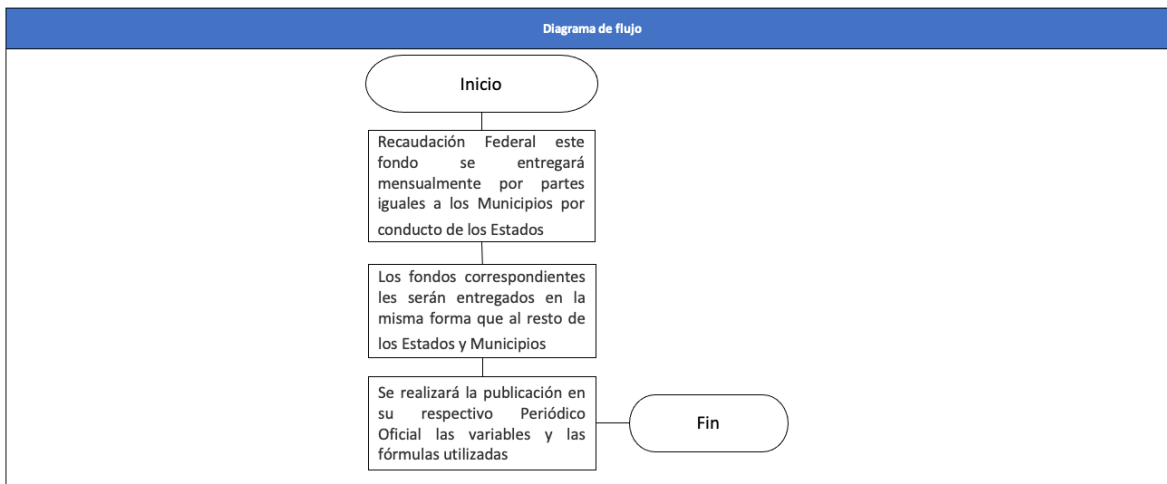 Diagrama de flujo
Inicio
Recaudación Federal este
fondo se entregará
mensualmente por partes
iguales a los Municipios por
conducto de los Estados
Los fondos correspondientes
les serán entregados en la
misma forma que al resto de
los Estados y Municipios
Se realizará la publicación en
su respectivo Periódico
Oficial las variables y las
fórmulas utilizadas
Fin